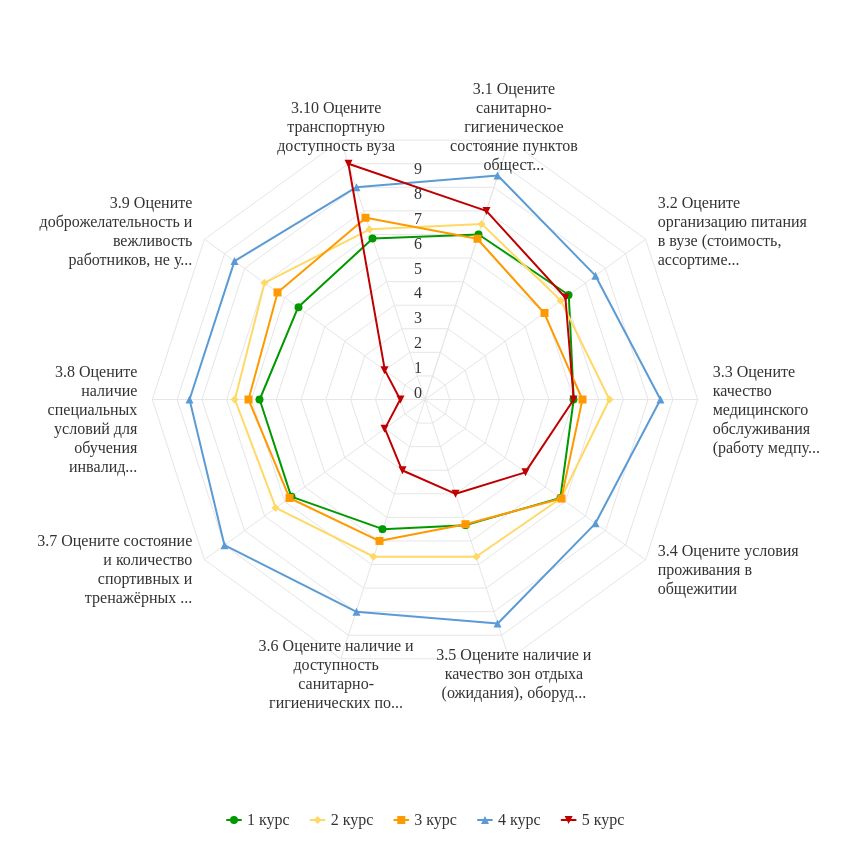 3.1 Оцените
санитарно-
гигиеническое
состояние пунктов
общест...
3.10 Оцените
транспортную
доступность вуза
3.2 Оцените
организацию питания
в вузе (стоимость,
ассортиме...
3.9 Оцените
доброжелательность и
вежливость
работников, не у...
9
8
7
6
5
4
3
2
1
0
3.3 Оцените
качество
медицинского
обслуживания
(работу медпу...
3.8 Оцените
наличие
специальных
условий для
обучения
инвалид...
3.4 Оцените условия
проживания в
общежитии
3.7 Оцените состояние
и количество
спортивных и
тренажёрных ...
3.6 Оцените наличие и
доступность
санитарно-
гигиенических по...
3.5 Оцените наличие и
качество зон отдыха
(ожидания), оборуд...
1 курс 2 курс 3 курс 4 курс 5 курс